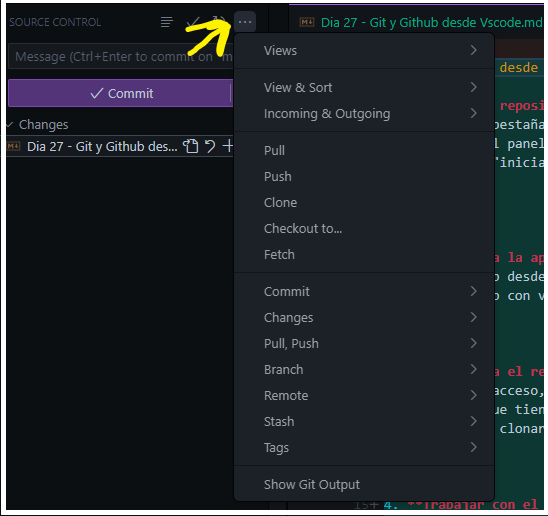 SOURCE CONTROL
Message (Ctrl+Enter to commit on "m
Commit
Changes
Dia 27 - Git y Github des...
Views
View & Sort
Incoming & Outgoing
Pull
Push
Clone
Checkout to...
Fetch
Commit
Changes
Pull, Push
Branch
Remote
Stash
Tags
Show Git Output
Dia 27 - Git y Github desde Vscode.md
desde
reposi
pestaña
l panel
"inicia
a la ap
desde
o con v
a el re
acceso,
ue tien
clonar
15
4. **Trabajar con el